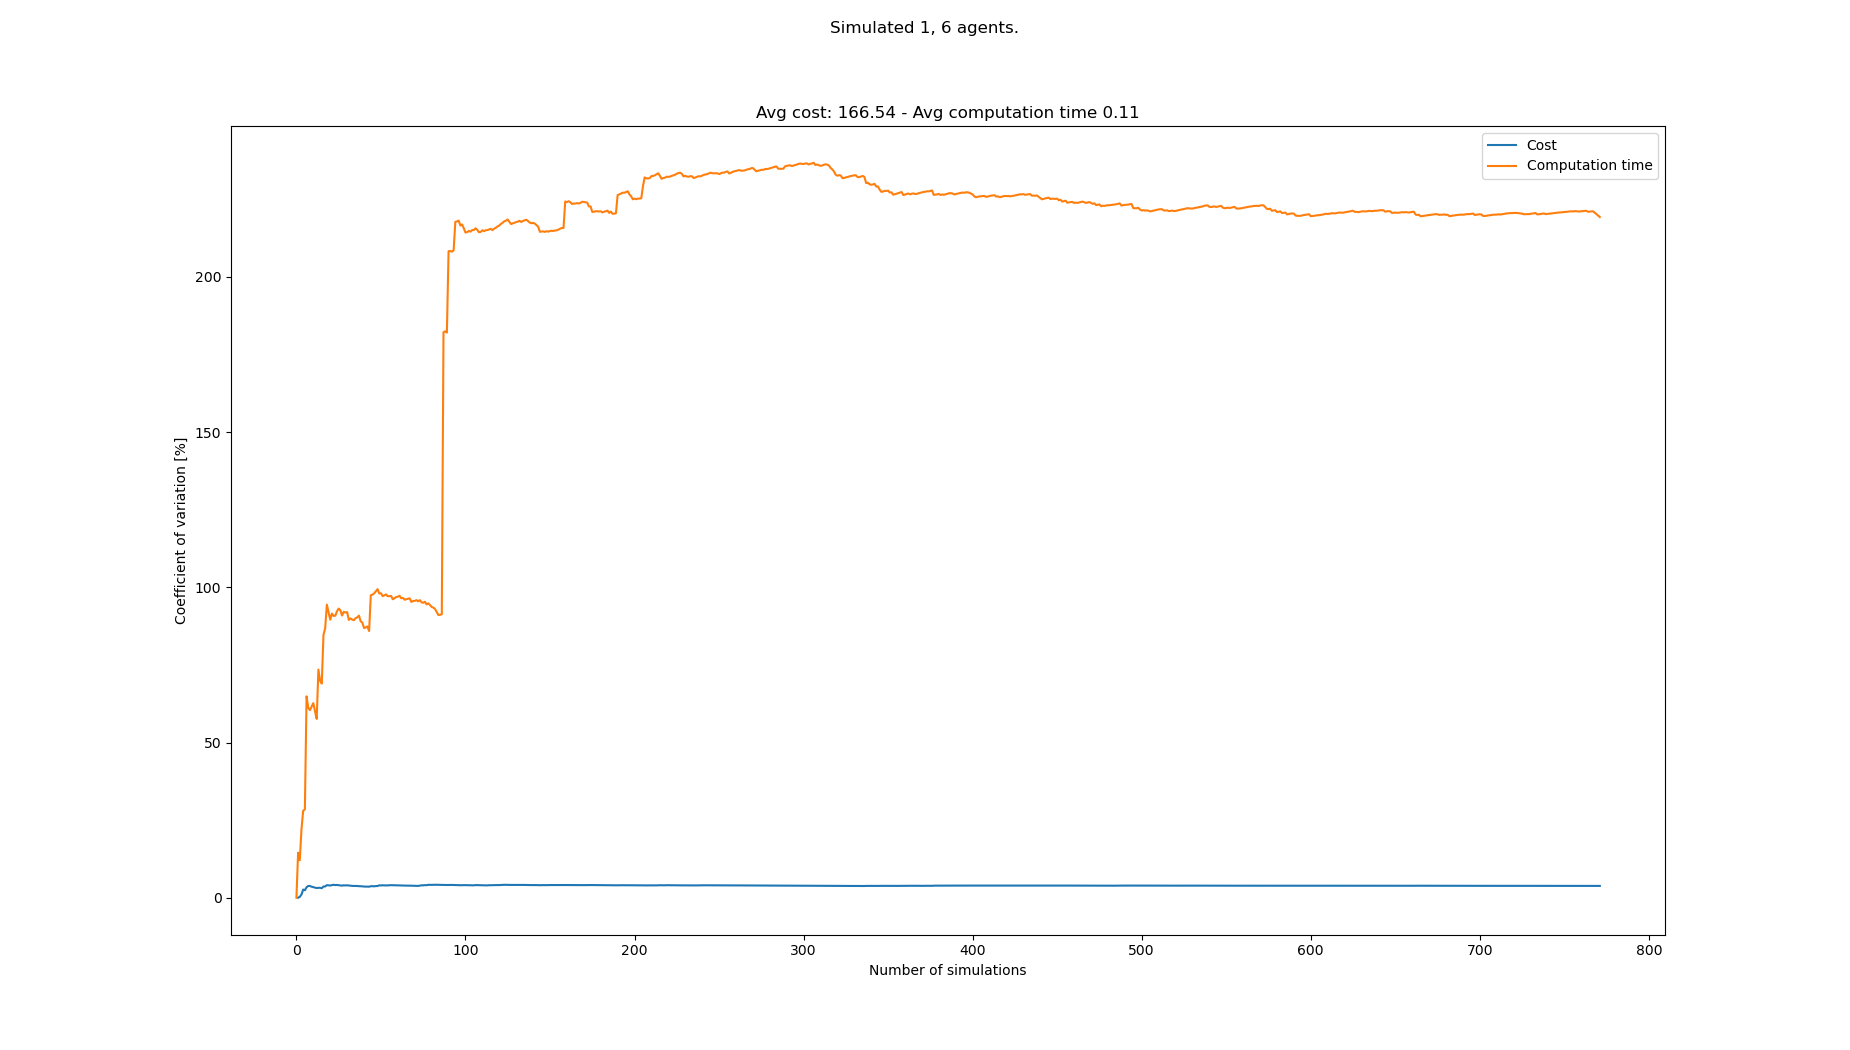 Simulated 1, 6 agents.
Avg cost: 166.54 - Avg computation time 0.11
Cost
Computation time
200
150
100
50
0
Coefficient of variation [%]
0 100 200 300 400 500 600 700 800
Number of simulations